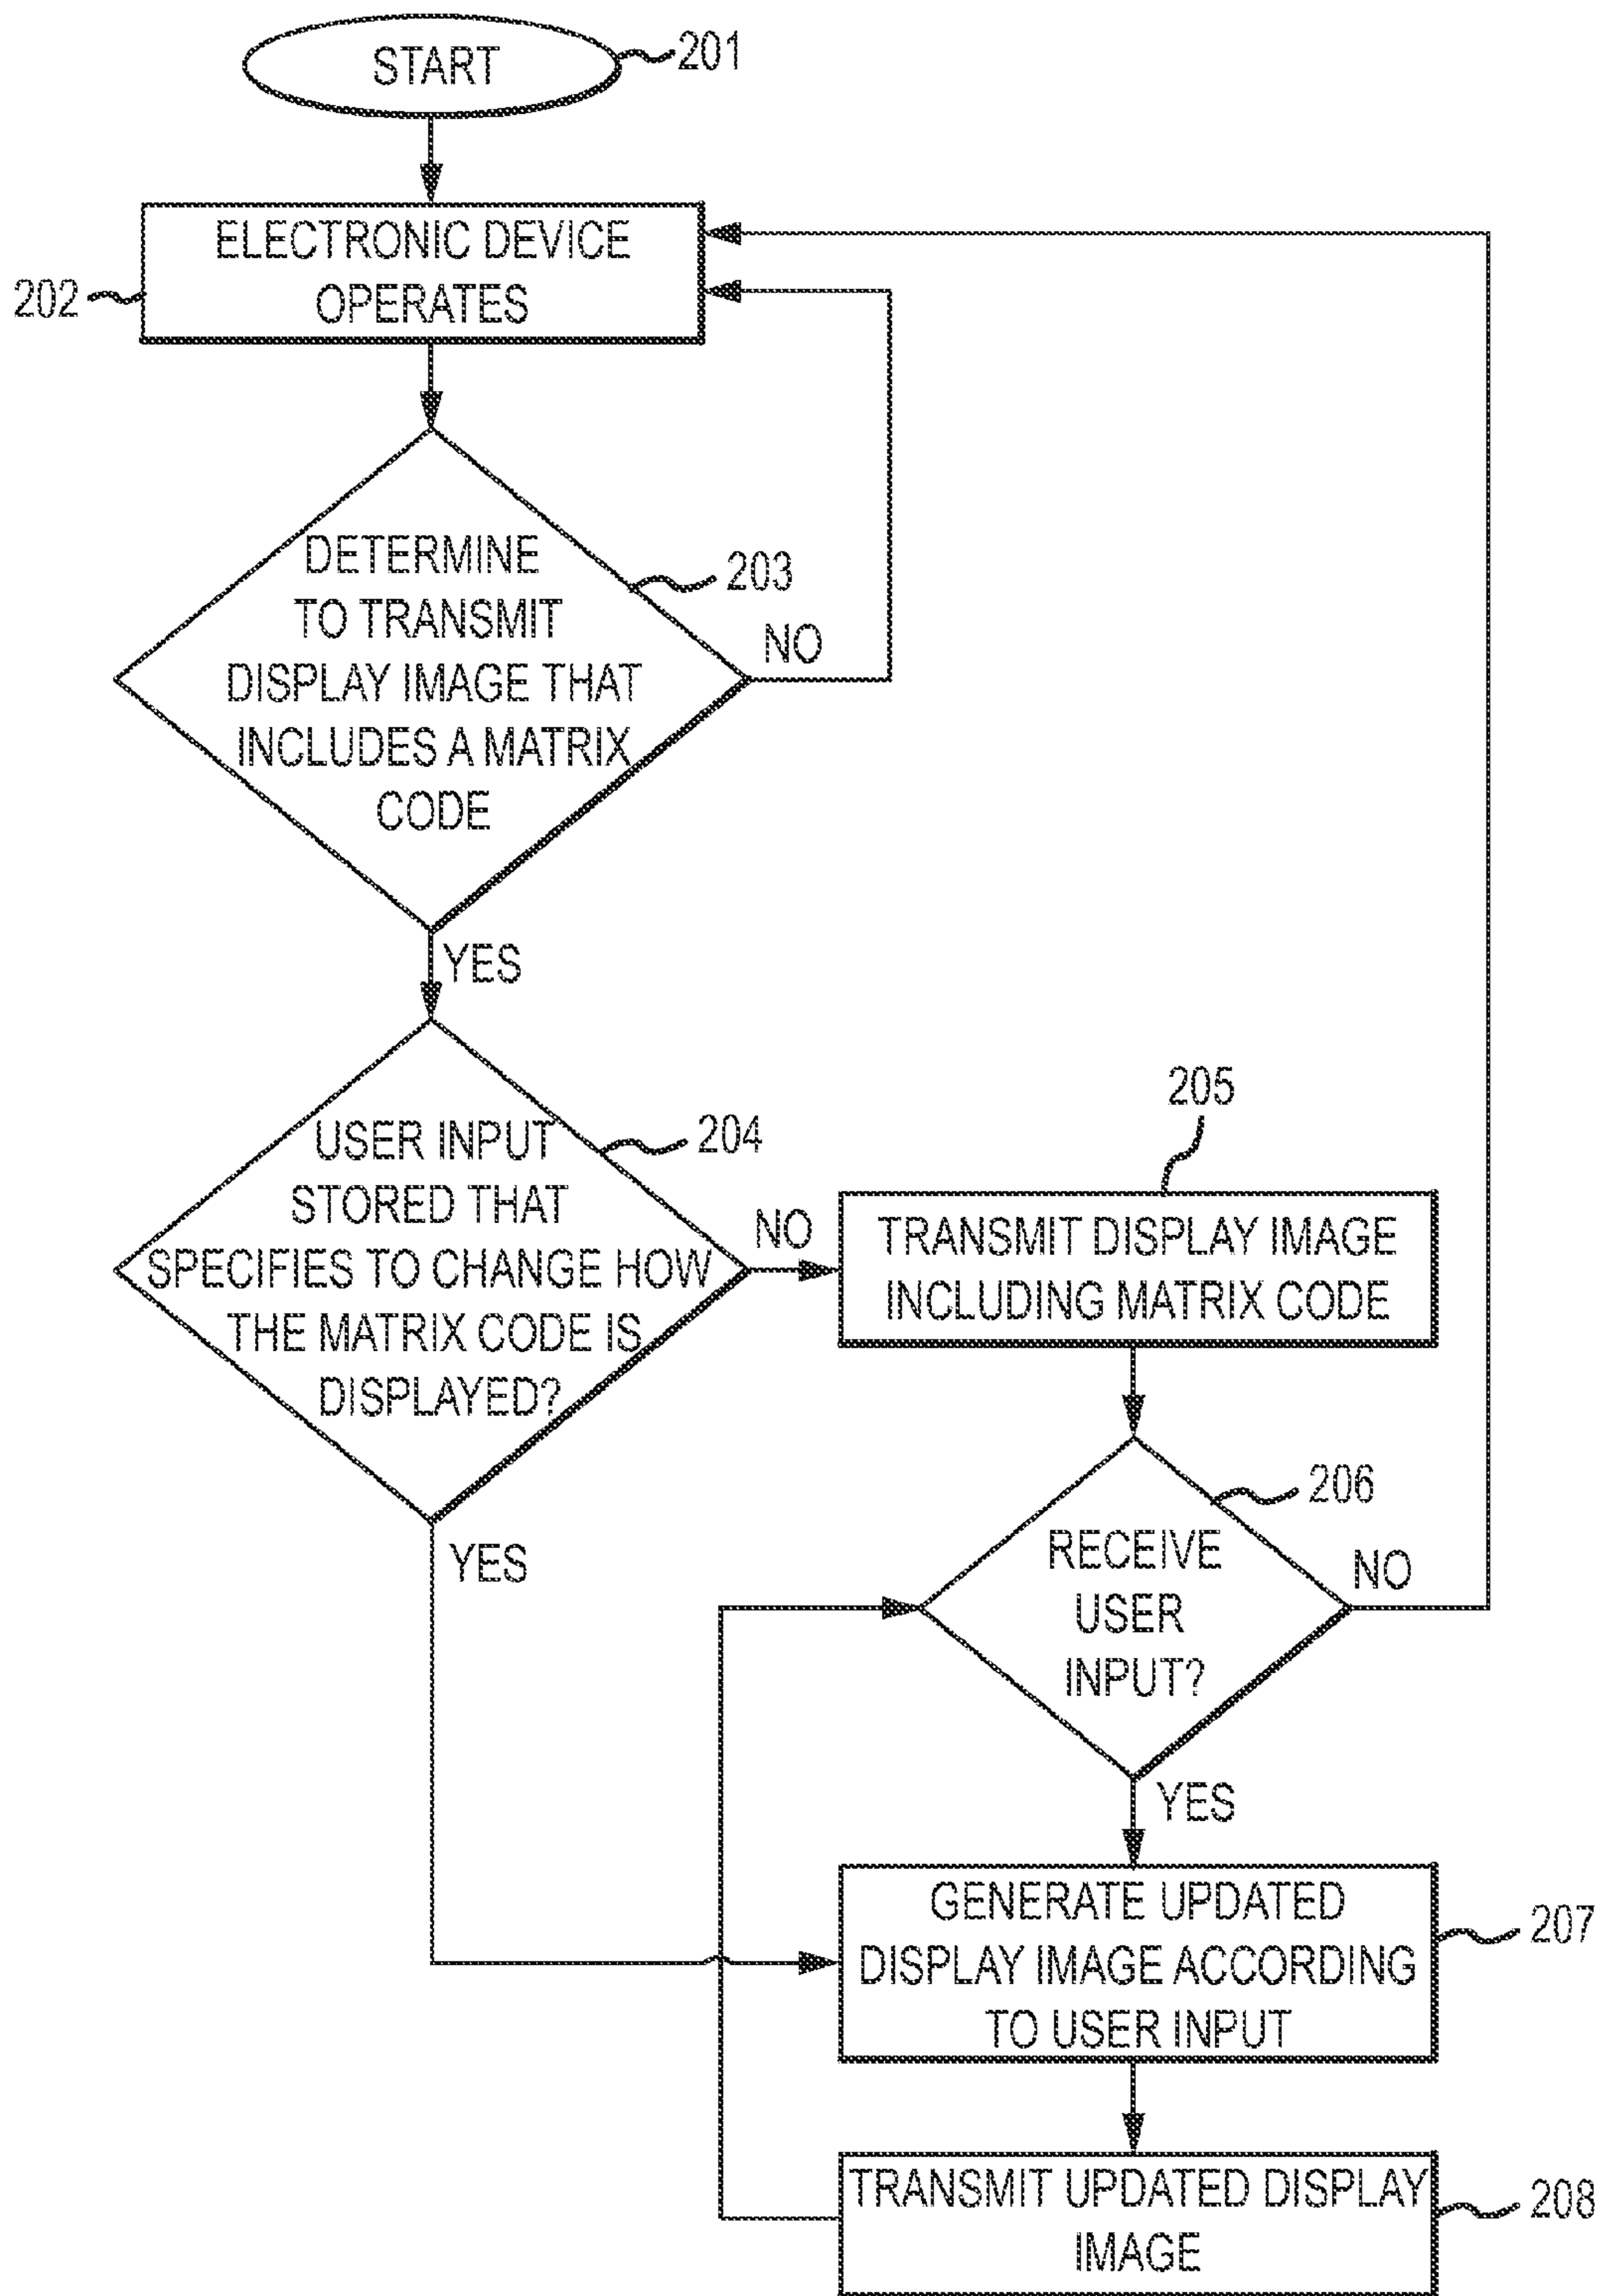 START
201
ELECTRONIC DEVICE
OPERATES
202
DETERMINE
TO TRANSMIT
DISPLAY IMAGE THAT
INCLUDES A MATRIX
CODE
203
NO
YES
USER INPUT
STORED THAT
SPECIFIES TO CHANGE HOW
THE MATRIX CODE IS
DISPLAYED?
204
NO
YES
205
TRANSMIT DISPLAY IMAGE
INCLUDING MATRIX CODE
206
RECEIVE
USER
INPUT?
NO
YES
GENERATE UPDATED
DISPLAY IMAGE ACCORDING
TO USER INPUT
207
TRANSMIT UPDATED DISPLAY
IMAGE
208